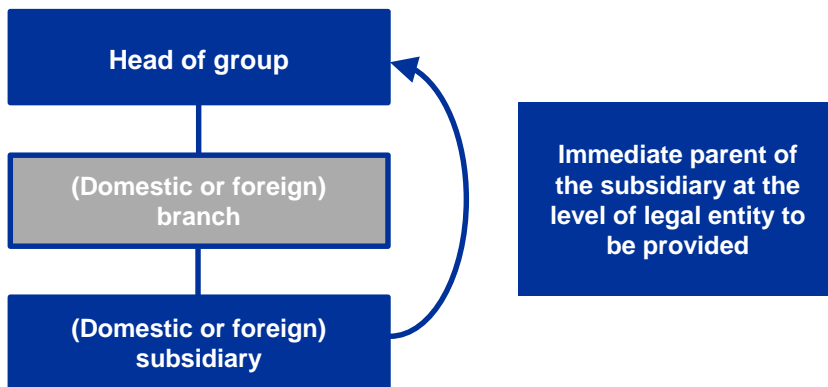 Head of group
(Domestic or foreign)
branch
(Domestic or foreign)
subsidiary
Immediate parent of
the subsidiary at the
level of legal entity to
be provided